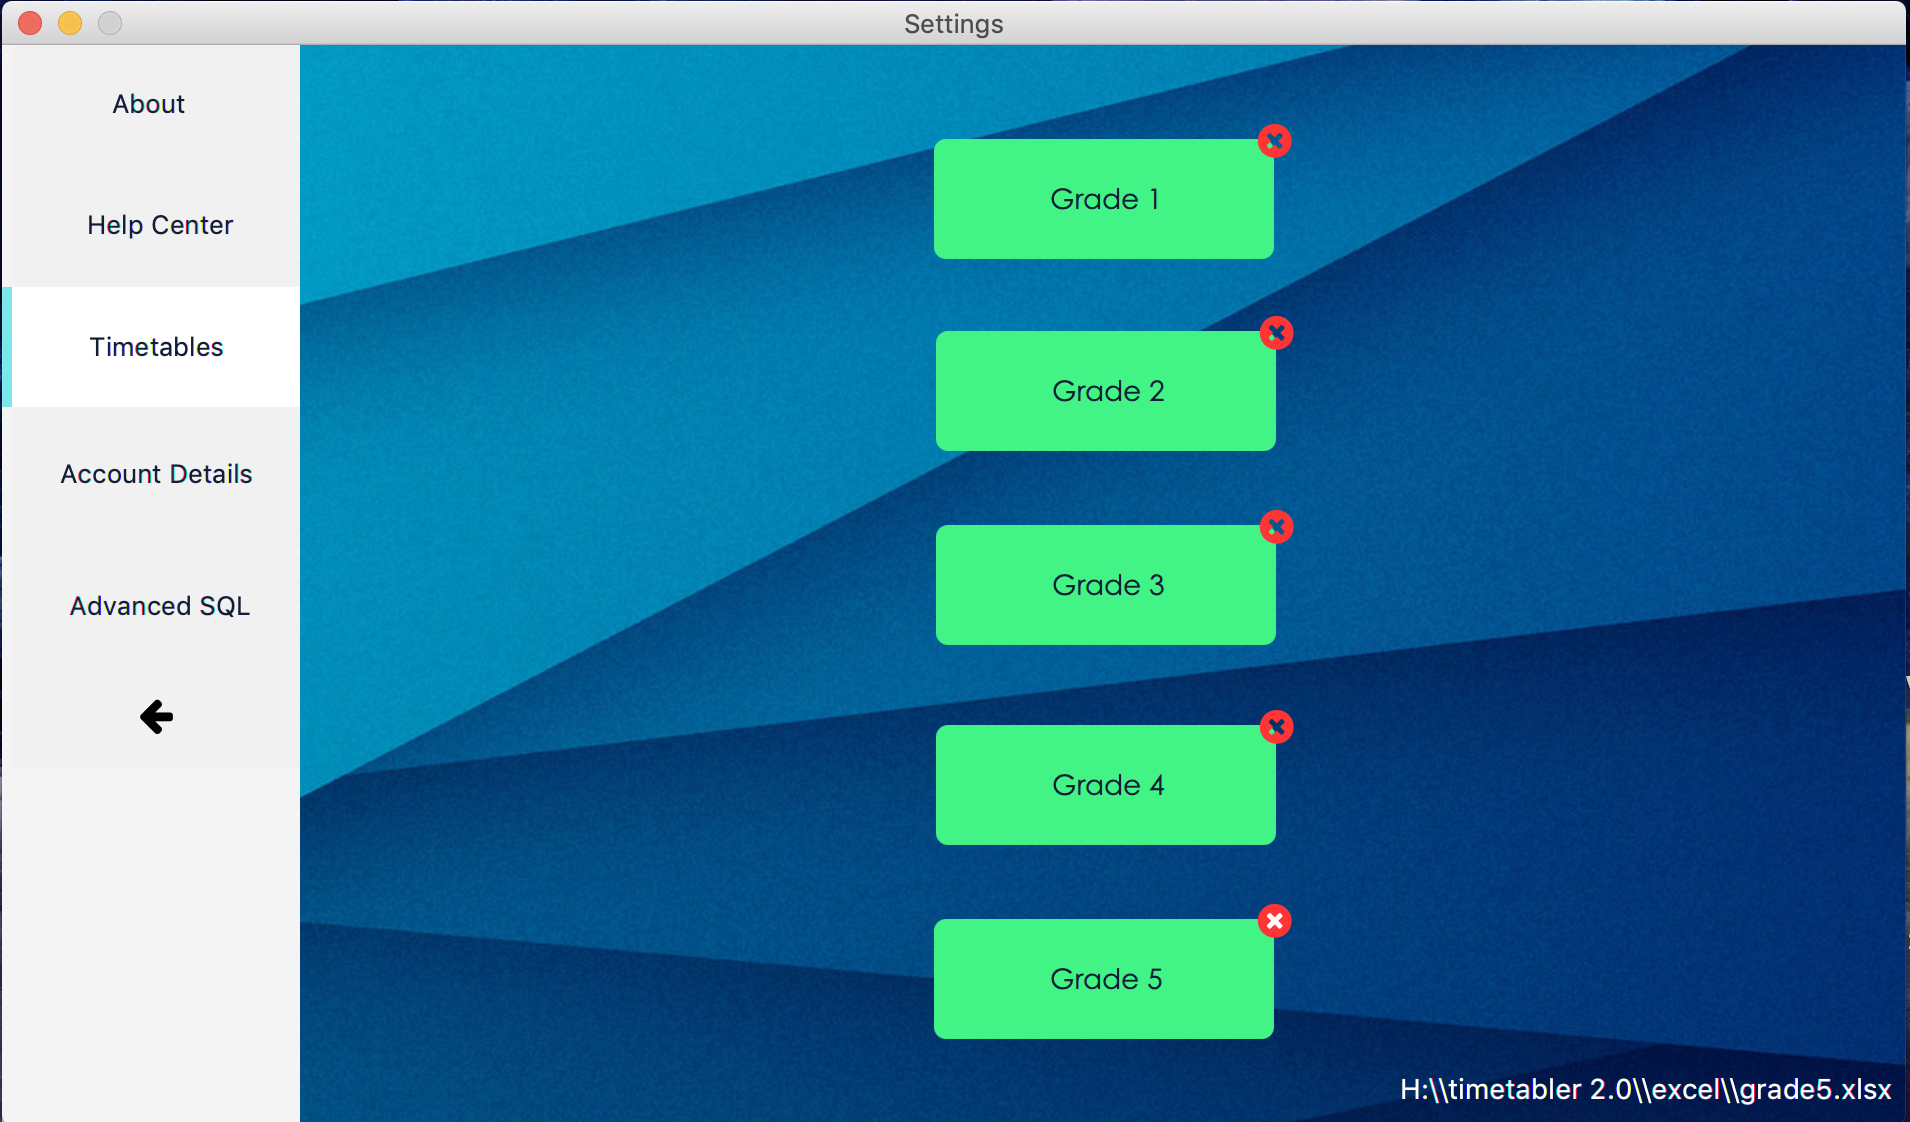 Settings
About
Help Center
Timetables
Account Details
Advanced SQL
Grade 1
Grade 2
Grade 3
Grade 4
Grade 5
H:\\timetabler 2.0\\excel\\grade5.xlsx